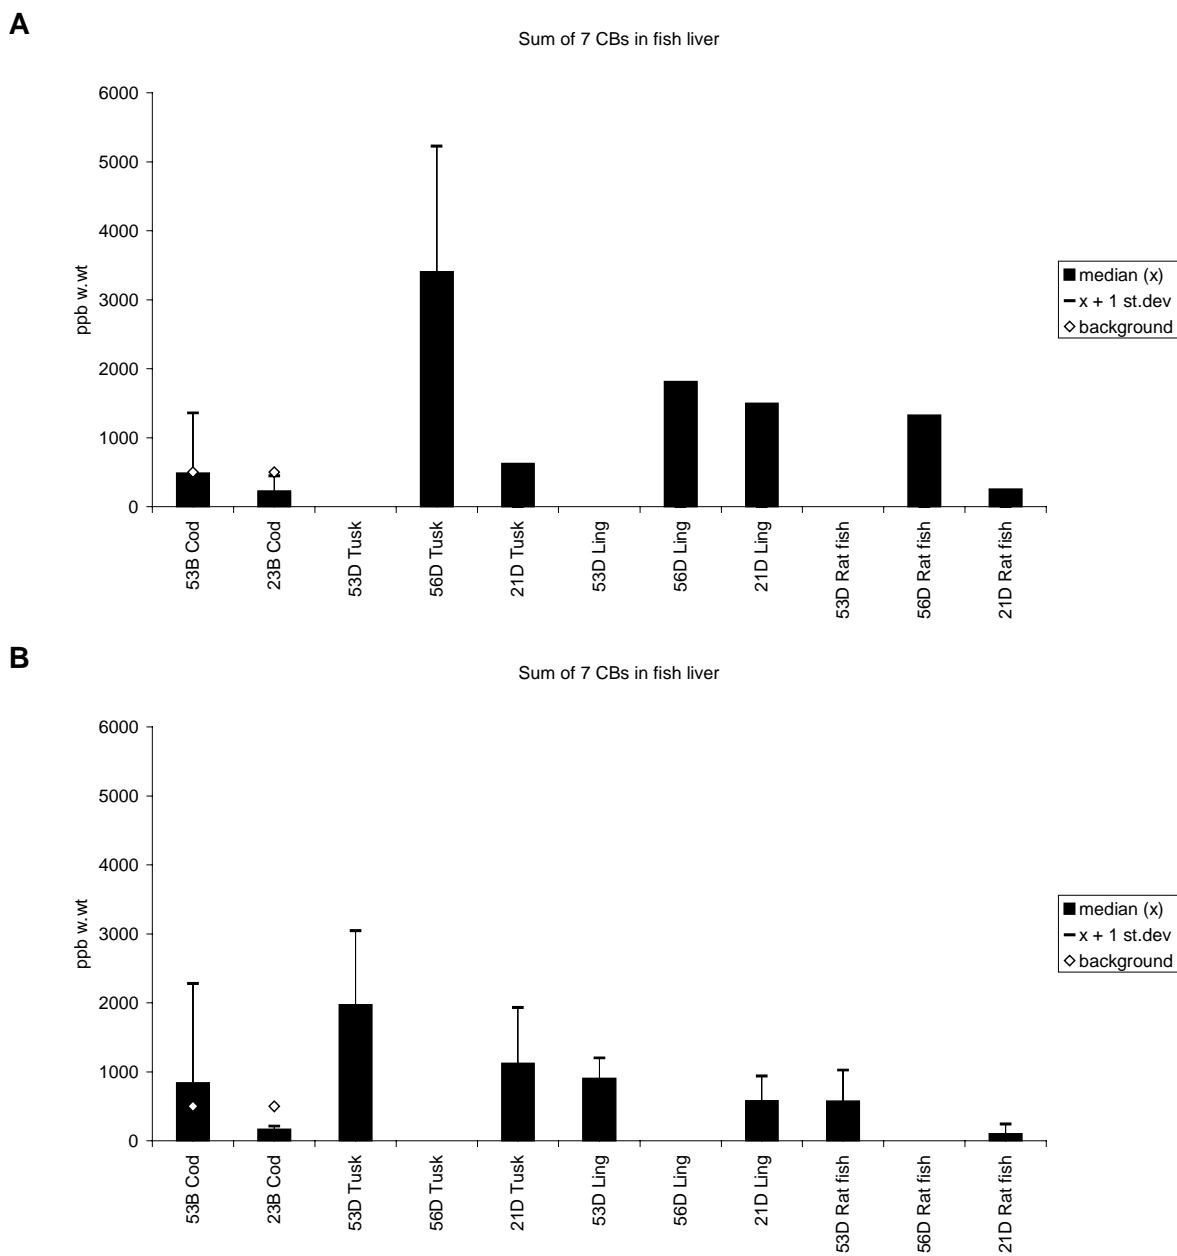 A
Sum of 7 CBs in fish liver
6000
5000
4000
3000
2000
1000
0
ppb w.wt
53B Cod
23B Cod
53D Tusk
56D Tusk
21D Tusk
53D Ling
56D Ling
21D Ling
53D Rat fish
56D Rat fish
21D Rat fish
median (x)
x + 1 st.dev
background
B
Sum of 7 CBs in fish liver
6000
5000
4000
3000
2000
1000
0
ppb w.wt
53B Cod
23B Cod
53D Tusk
56D Tusk
21D Tusk
53D Ling
56D Ling
21D Ling
53D Rat fish
56D Rat fish
21D Rat fish
median (x)
x + 1 st.dev
background